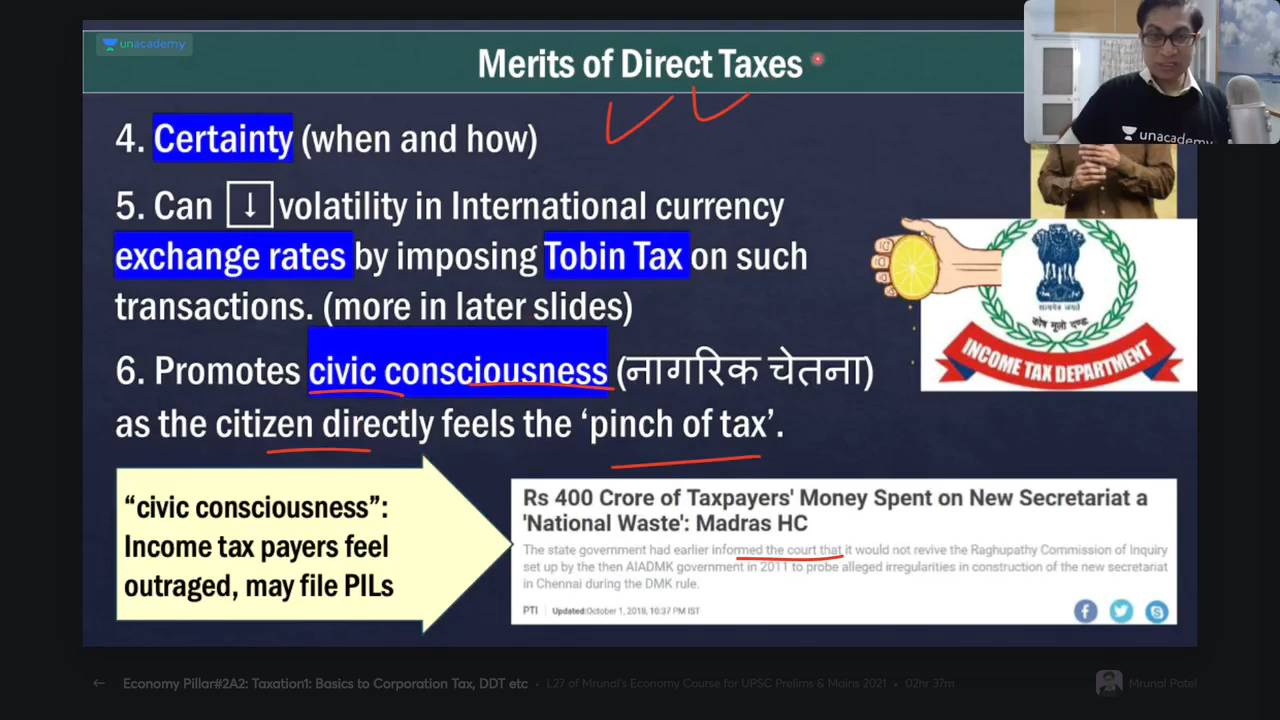 unacademy
Merits of Direct Taxes
unacademy
4. Certainty (when and how)
5. Can ↓ volatility in International currency
exchange rates by imposing Tobin Tax on such
transactions. (more in later slides)
सत्यमेव जयते
कोष मूलो दण्डः
INCOME TAX DEPARTMENT
6. Promotes civic consciousness (नागरिक चेतना)
as the citizen directly feels the ‘pinch of tax’.
“civic consciousness”:
Income tax payers feel
outraged, may file PILs
Rs 400 Crore of Taxpayers' Money Spent on New Secretariat a
'National Waste': Madras HC
The state government had earlier informed the court that it would not revive the Raghupathy Commission of Inquiry
set up by the then AIADMK government in 2011 to probe alleged irregularities in construction of the new secretariat
in Chennai during the DMK rule.
PTI | Updated:October 1, 2018, 10:37 PM IST
← Economy Pillar#2A2: Taxation1: Basics to Corporation Tax, DDT etc • L27 of Mrunal's Economy Course for UPSC Prelims & Mains 2021 • 02hr 37m
Mrunal Patel